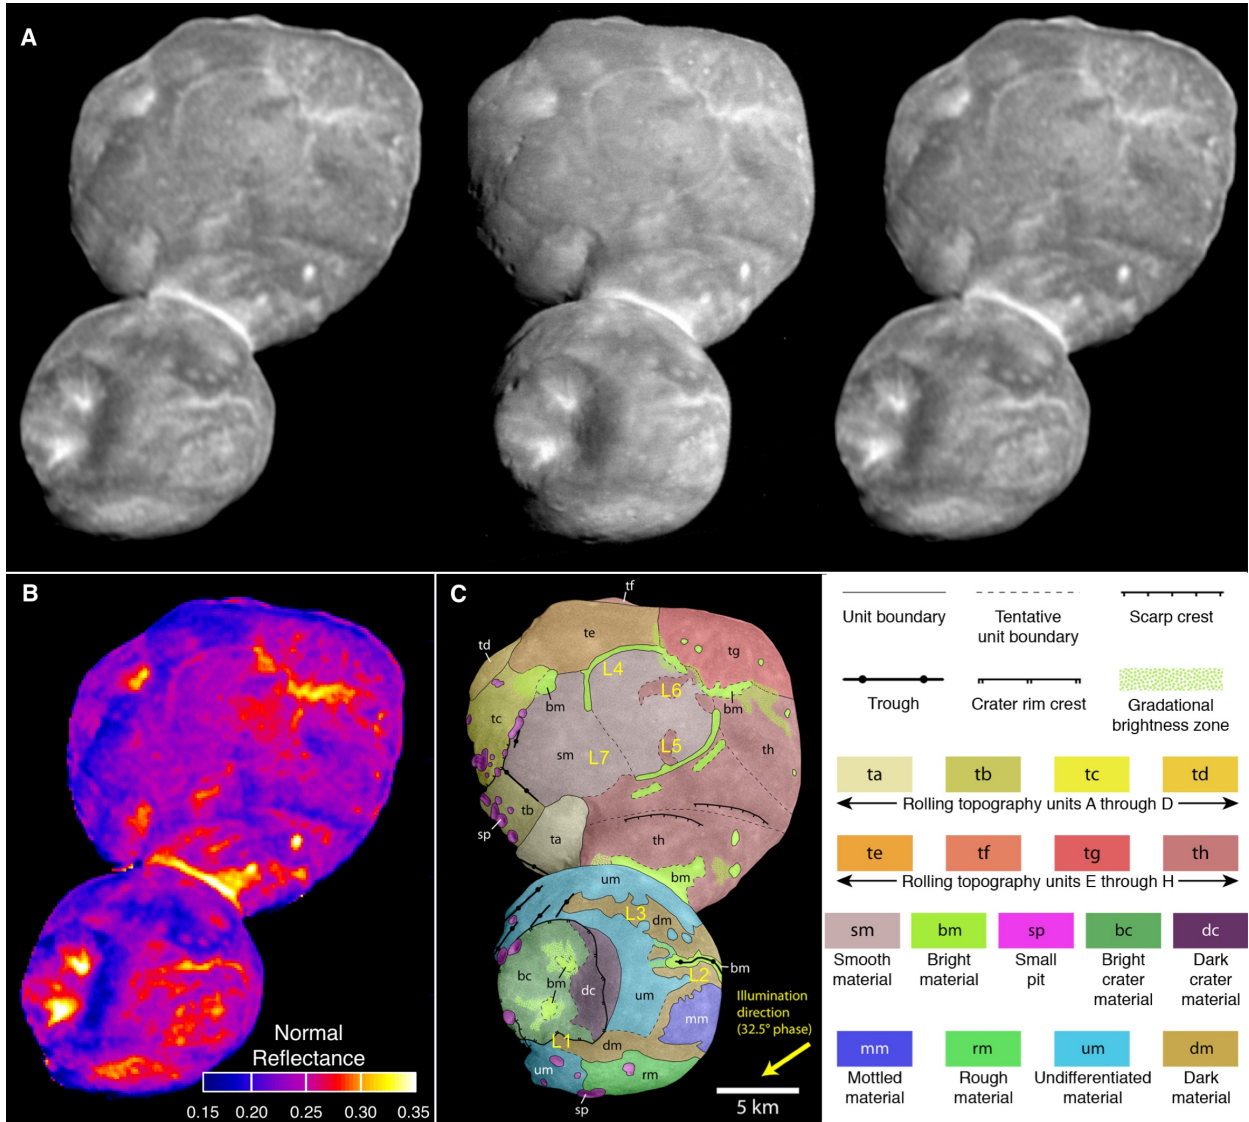 A
B
Normal
Reflectance
0.15 0.20 0.25 0.30 0.35
C
tf
te
td
tg
L4
L6
bm
bm
tc
th
sm
L7
L5
tb
sp
ta
th
bm
um
L3
dm
bc
bm
dc
um
L2
bm
mm
Illumination
direction
(32.5° phase)
L1
dm
um
rm
sp
5 km
Unit boundary
Tentative
unit boundary
Scarp crest
Trough
Crater rim crest
Gradational
brightness zone
ta tb tc td
Rolling topography units A through D
te tf tg th
Rolling topography units E through H
sm bm sp bc dc
Smooth
material
Bright
material
Small
pit
Bright
crater
material
Dark
crater
material
mm rm um dm
Mottled
material
Rough
material
Undifferentiated
material
Dark
material